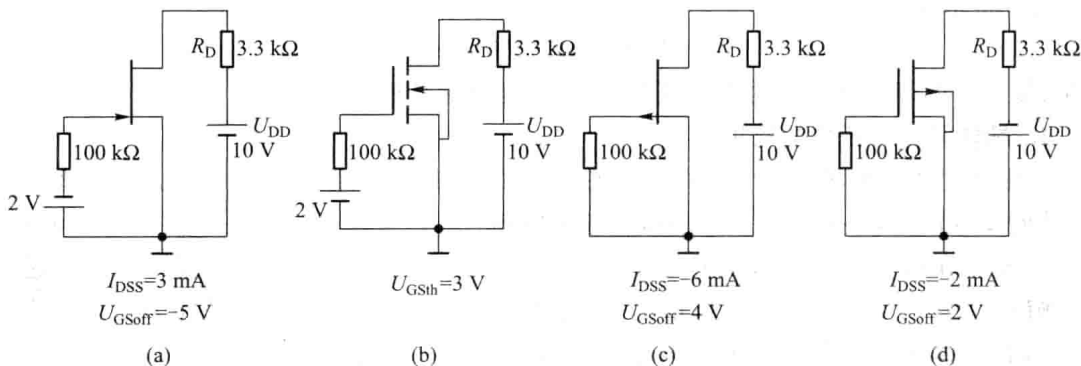 R_D 3.3 kΩ
U_DD
10 V
100 kΩ
2 V
I_DSS=3 mA
U_GSoff=−5 V
(a)
R_D 3.3 kΩ
U_DD
10 V
100 kΩ
2 V
U_GSth=3 V
(b)
R_D 3.3 kΩ
U_DD
10 V
100 kΩ
I_DSS=−6 mA
U_GSoff=4 V
(c)
R_D 3.3 kΩ
U_DD
10 V
100 kΩ
I_DSS=−2 mA
U_GSoff=2 V
(d)